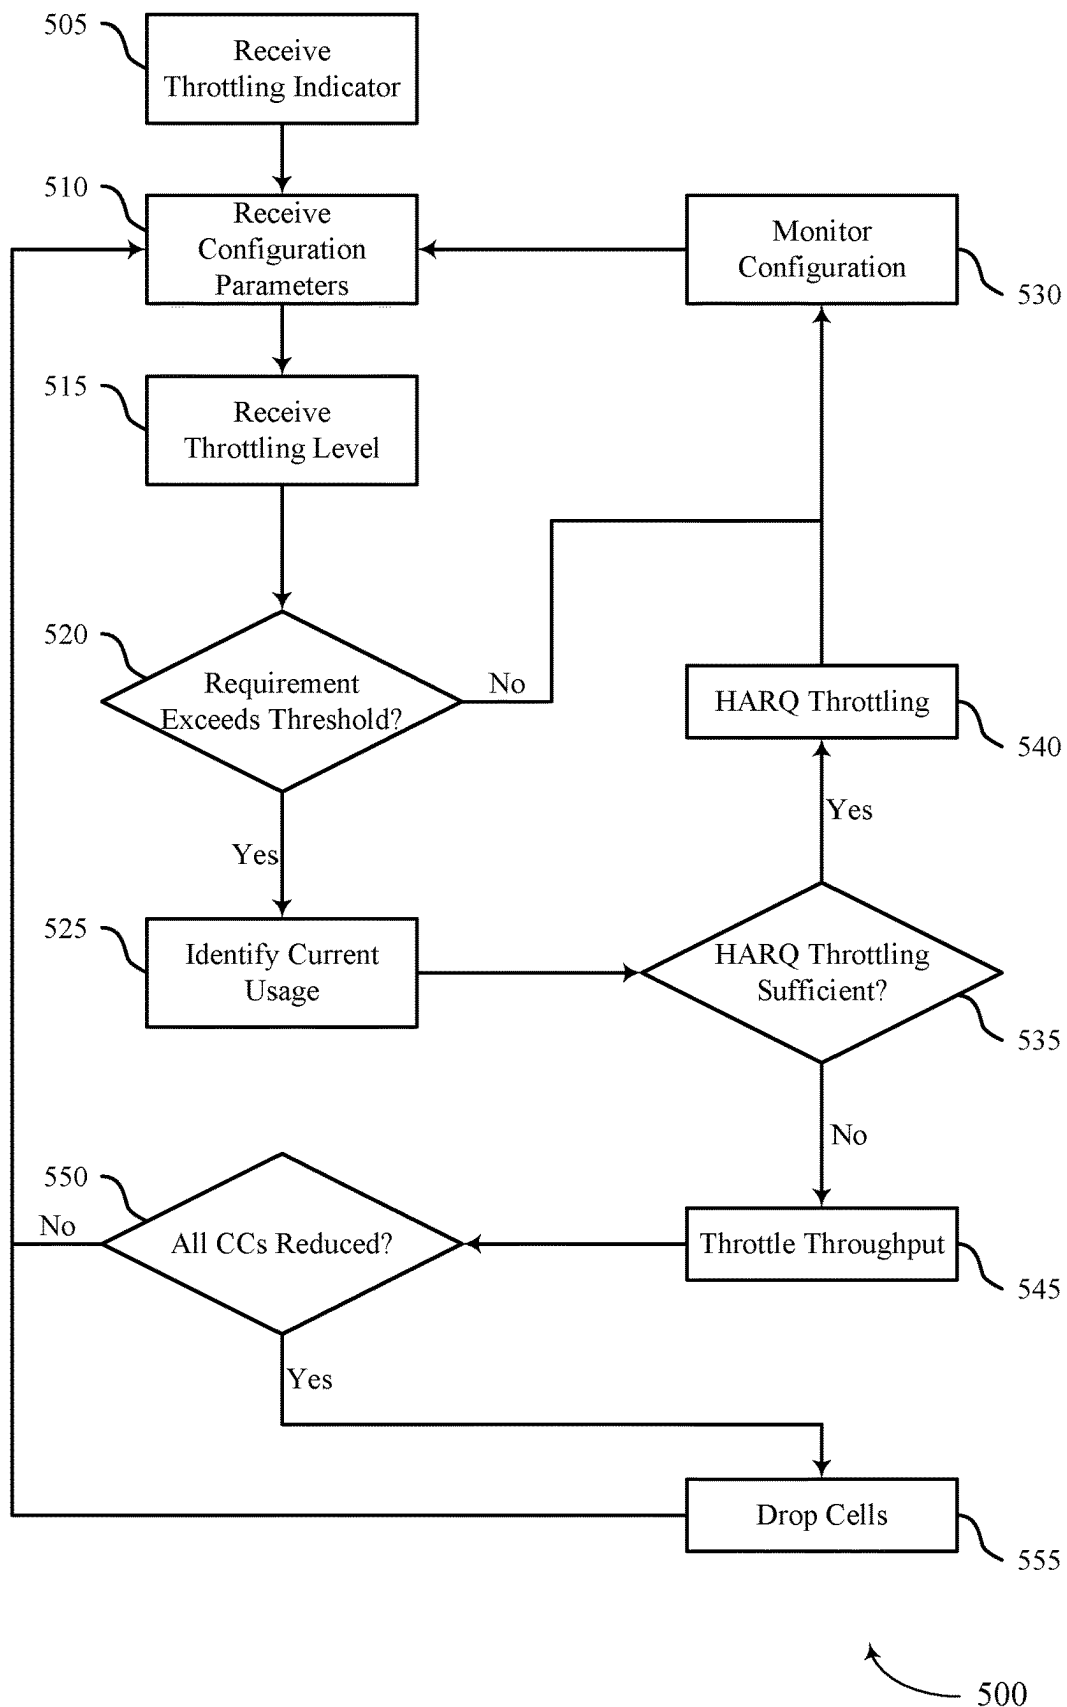 505
Receive
Throttling Indicator
510
Receive
Configuration
Parameters
Monitor
Configuration
530
515
Receive
Throttling Level
520
Requirement
Exceeds Threshold?
No
HARQ Throttling
540
Yes
Yes
525
Identify Current
Usage
HARQ Throttling
Sufficient?
535
No
550
No
All CCs Reduced?
Throttle Throughput
545
Yes
Drop Cells
555
500